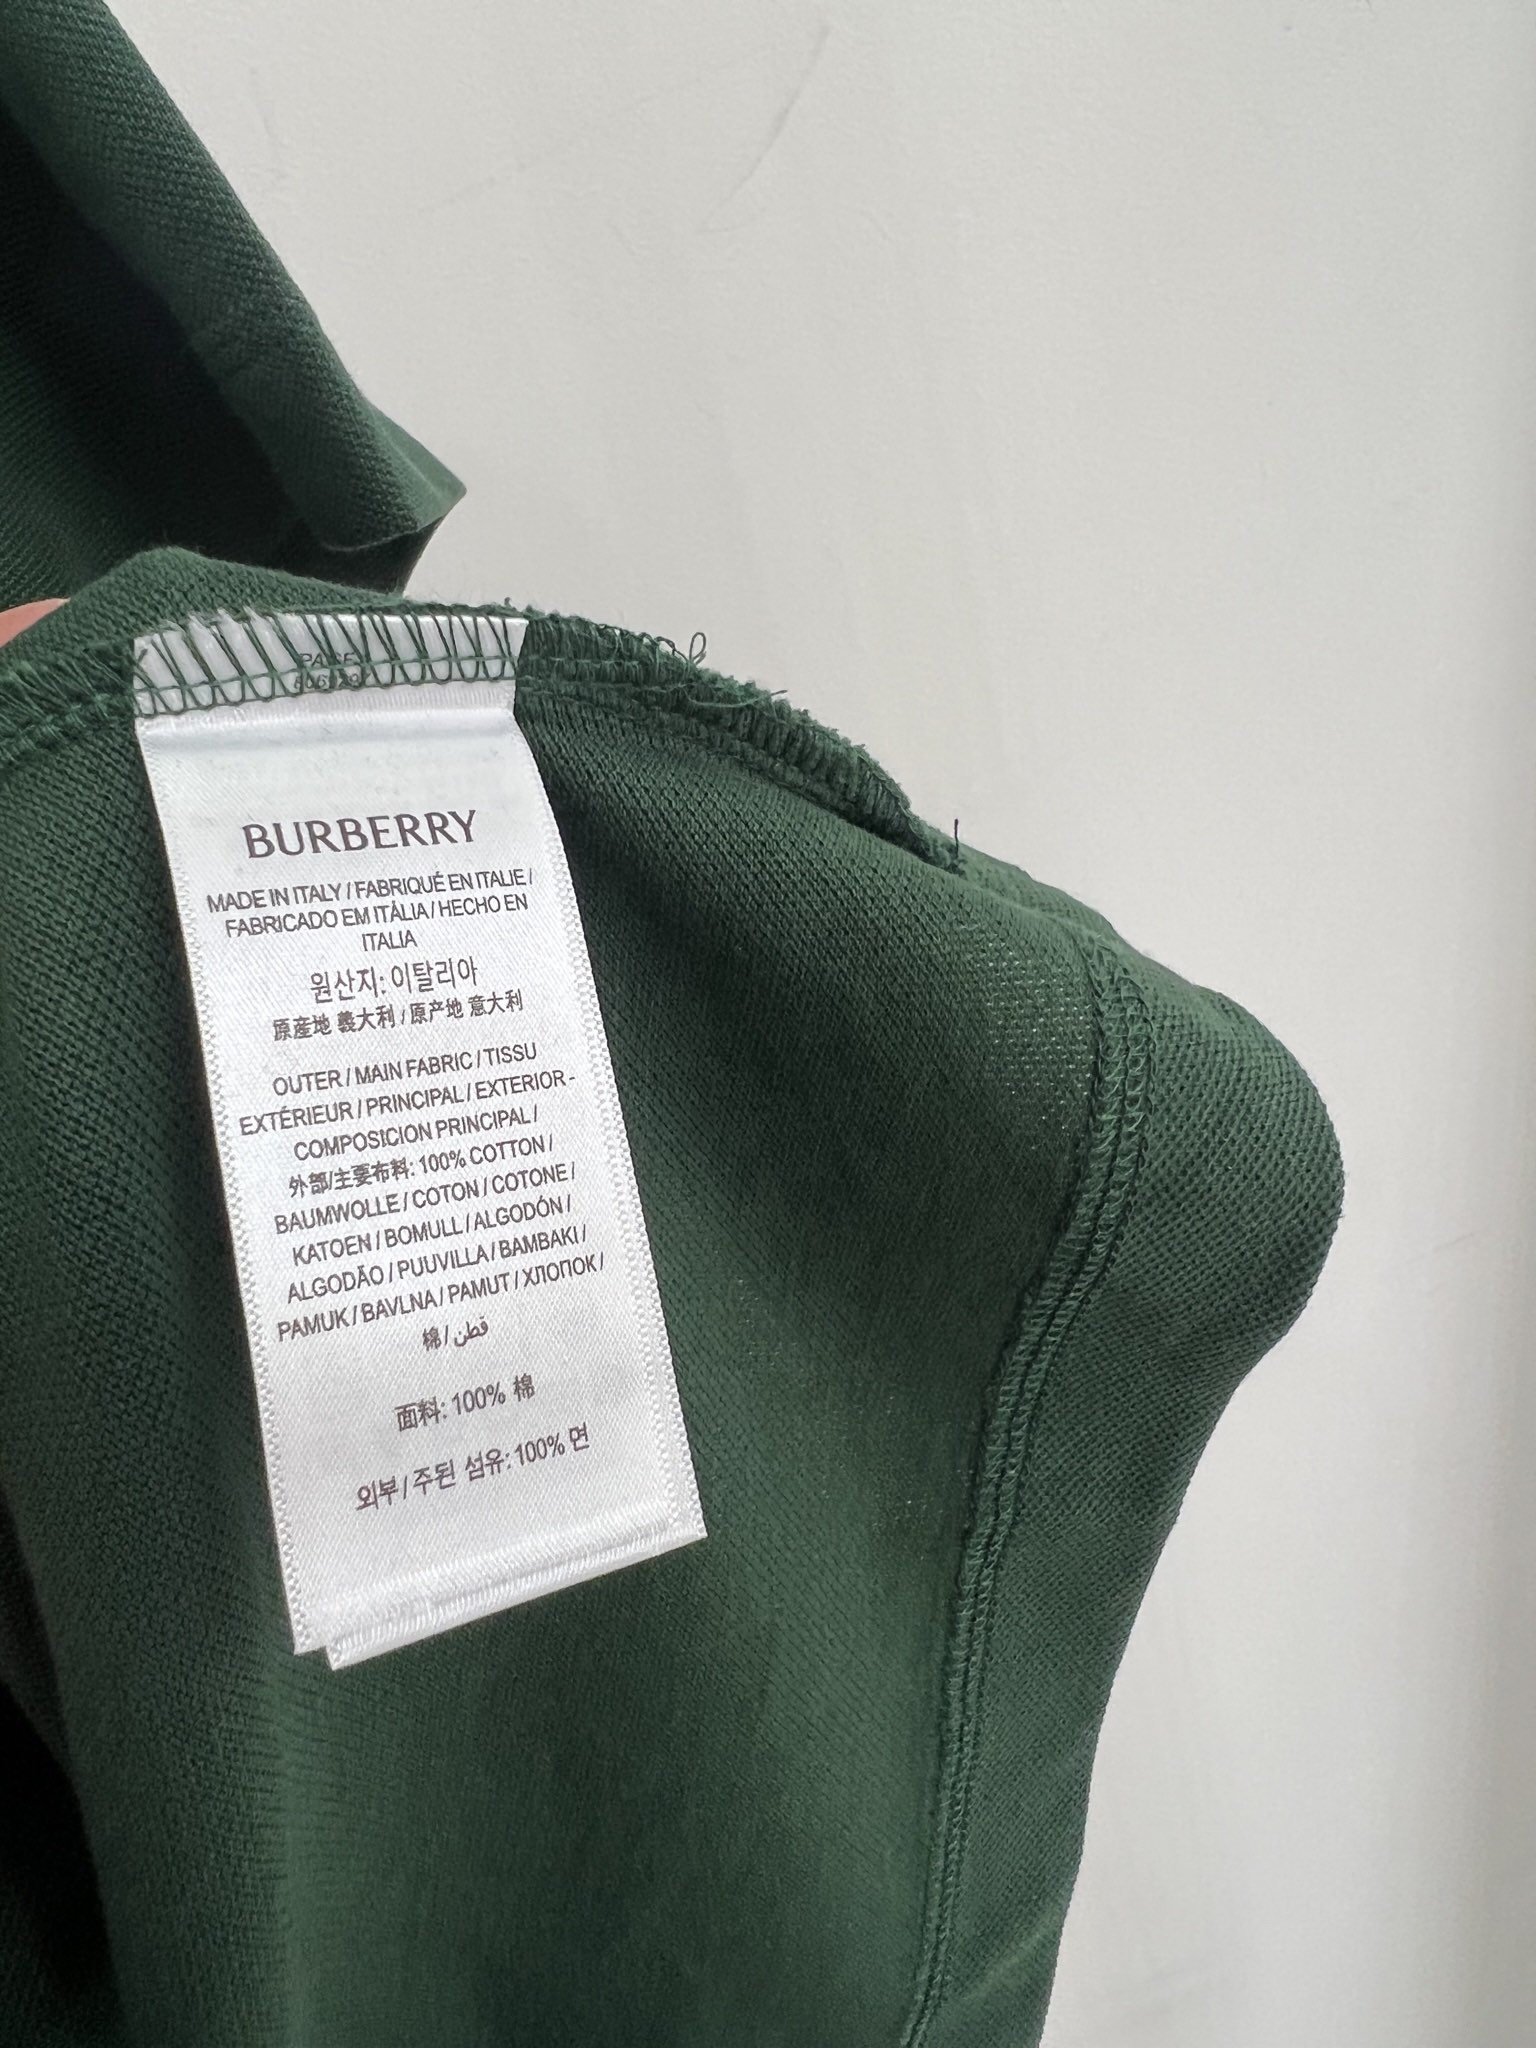 BURBERRY
MADE IN ITALY / FABRIQUÉ EN ITALIE /
FABRICADO EM ITÁLIA / HECHO EN
ITALIA
원산지: 이탈리아
原產地 義大利 / 原产地 意大利
OUTER / MAIN FABRIC / TISSU
EXTÉRIEUR / PRINCIPAL / EXTERIOR -
COMPOSICION PRINCIPAL /
外部/主要布料: 100% COTTON /
BAUMWOLLE / COTON / COTONE /
KATOEN / BOMULL / ALGODÓN /
ALGODÃO / PUUVILLA / BAMBAKI /
PAMUK / BAVLNA / PAMUT / ХЛОПОК /
棉 / قطن
面料: 100% 棉
외부 / 주된 섬유: 100% 면